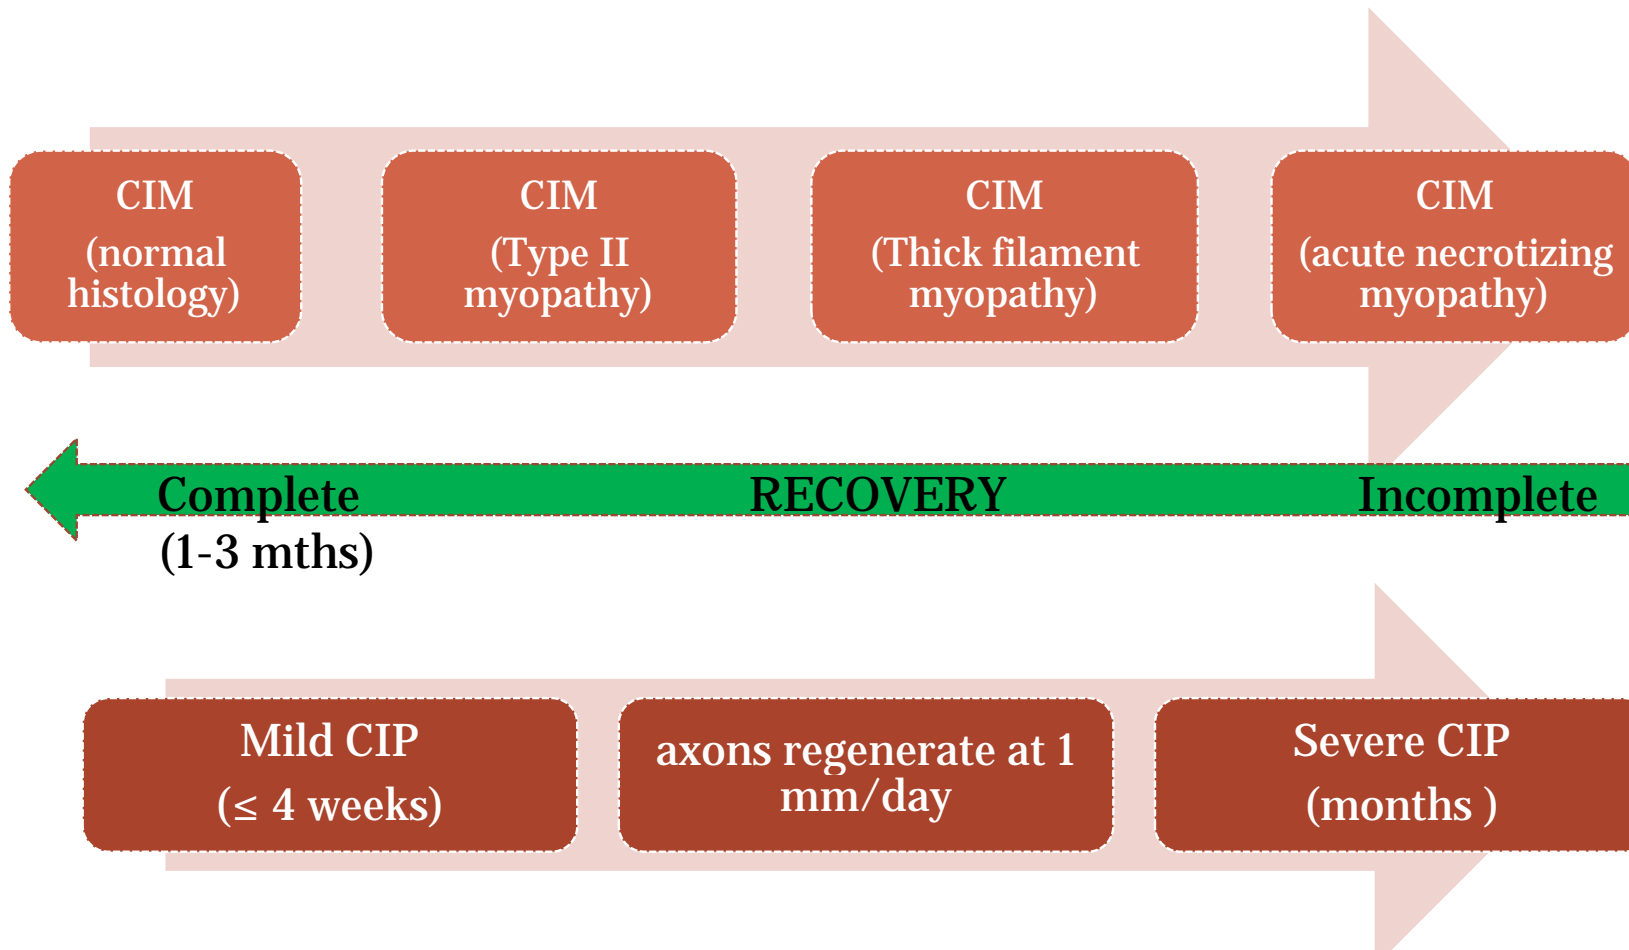 CIM
(normal
histology)
CIM
(Type II
myopathy)
CIM
(Thick filament
myopathy)
CIM
(acute necrotizing
myopathy)
Complete
RECOVERY
Incomplete
(1-3 mths)
Mild CIP
(≤ 4 weeks)
axons regenerate at 1
mm/day
Severe CIP
(months )